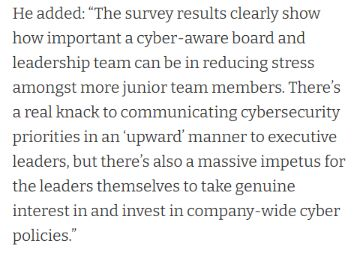 He added: “The survey results clearly show
how important a cyber-aware board and
leadership team can be in reducing stress
amongst more junior team members. There’s
a real knack to communicating cybersecurity
priorities in an ‘upward’ manner to executive
leaders, but there’s also a massive impetus for
the leaders themselves to take genuine
interest in and invest in company-wide cyber
policies.”